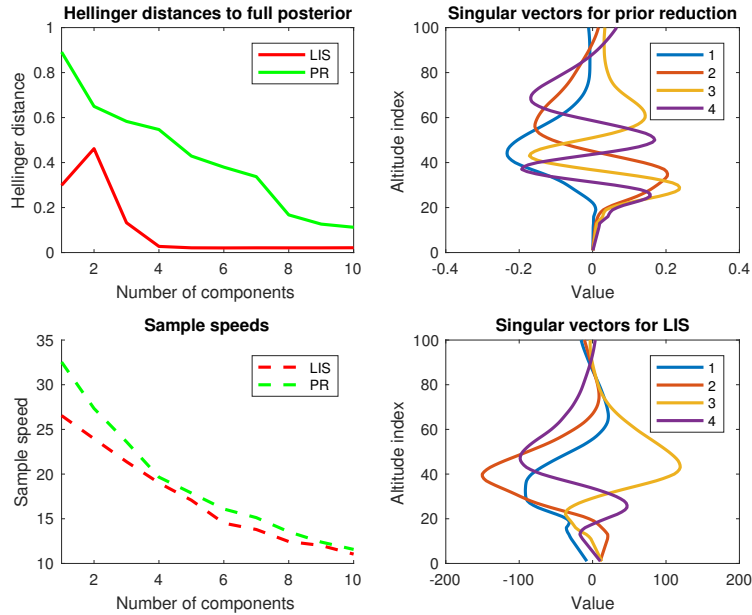 Hellinger distances to full posterior
Hellinger distance
1
0.8
0.6
0.4
0.2
0
LIS
PR
2 4 6 8 10
Number of components
Singular vectors for prior reduction
Altitude index
100
80
60
40
20
0
1
2
3
4
-0.4 -0.2 0 0.2 0.4
Value
Sample speeds
Sample speed
35
30
25
20
15
10
LIS
PR
2 4 6 8 10
Number of components
Singular vectors for LIS
Altitude index
100
80
60
40
20
0
1
2
3
4
-200 -100 0 100 200
Value